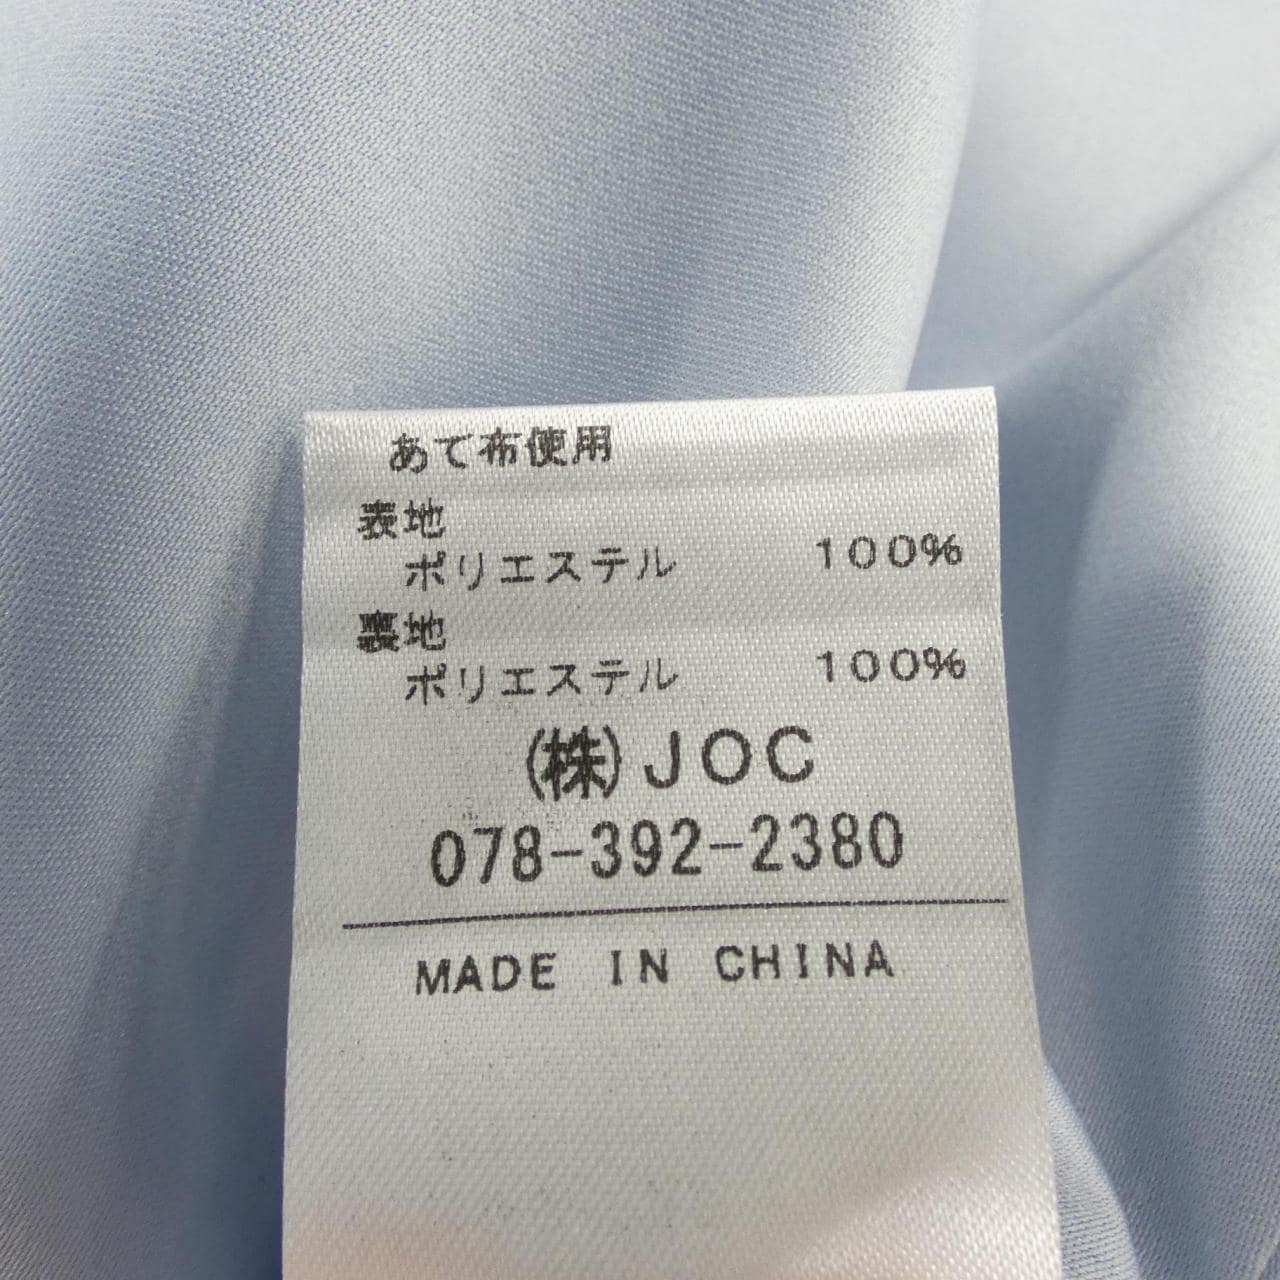 あて布使用
表地
ポリエステル 100%
裏地
ポリエステル 100%
(株)JOC
078-392-2380
MADE IN CHINA